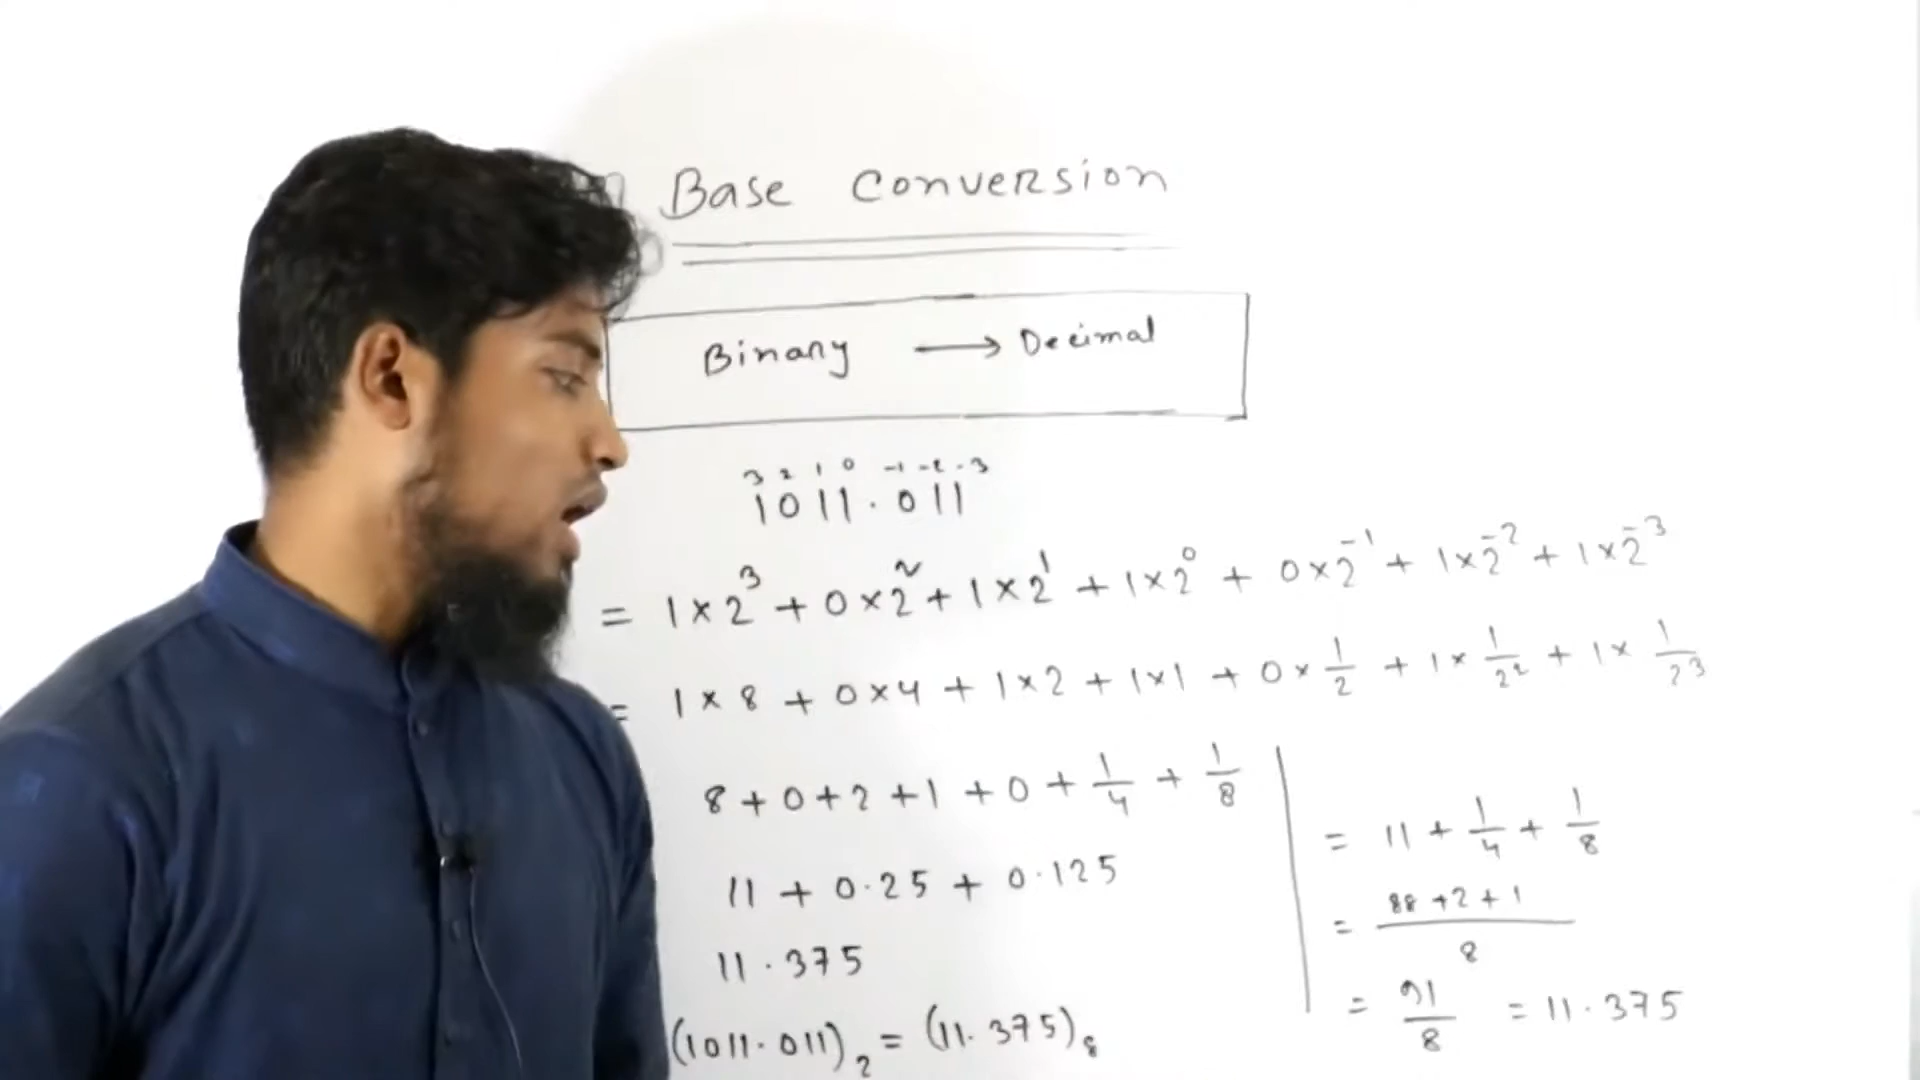 Base Conversion
Binary → Decimal
3 2 1 0 -1 -2 -3
1011.011
= 1×2³ + 0×2² + 1×2¹ + 1×2⁰ + 0×2⁻¹ + 1×2⁻² + 1×2⁻³
= 1×8 + 0×4 + 1×2 + 1×1 + 0×1/2 + 1×1/2² + 1×1/2³
8+0+2+1+0+1/4+1/8
11 + 0.25 + 0.125
11.375
(1011.011)₂ = (11.375)₈
= 11 + 1/4 + 1/8
= (88+2+1)/8
= 91/8 = 11.375